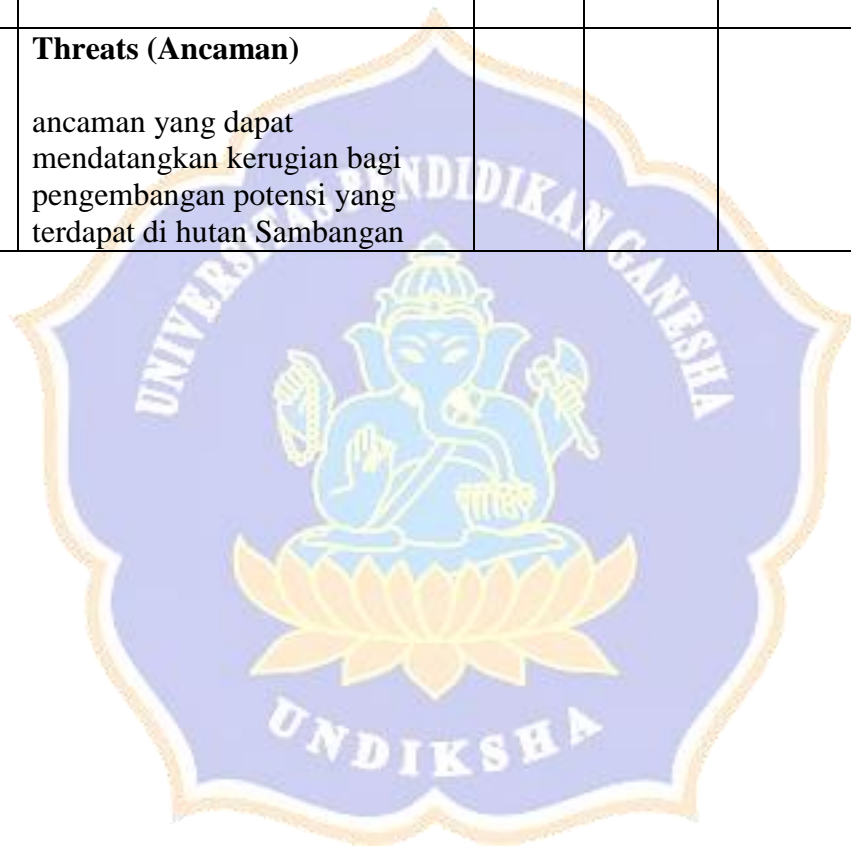 Threats (Ancaman)
ancaman yang dapat
mendatangkan kerugian bagi
pengembangan potensi yang
terdapat di hutan Sambangan
UNIVERSITAS PENDIDIKAN GANESHA
UNDIKSHA